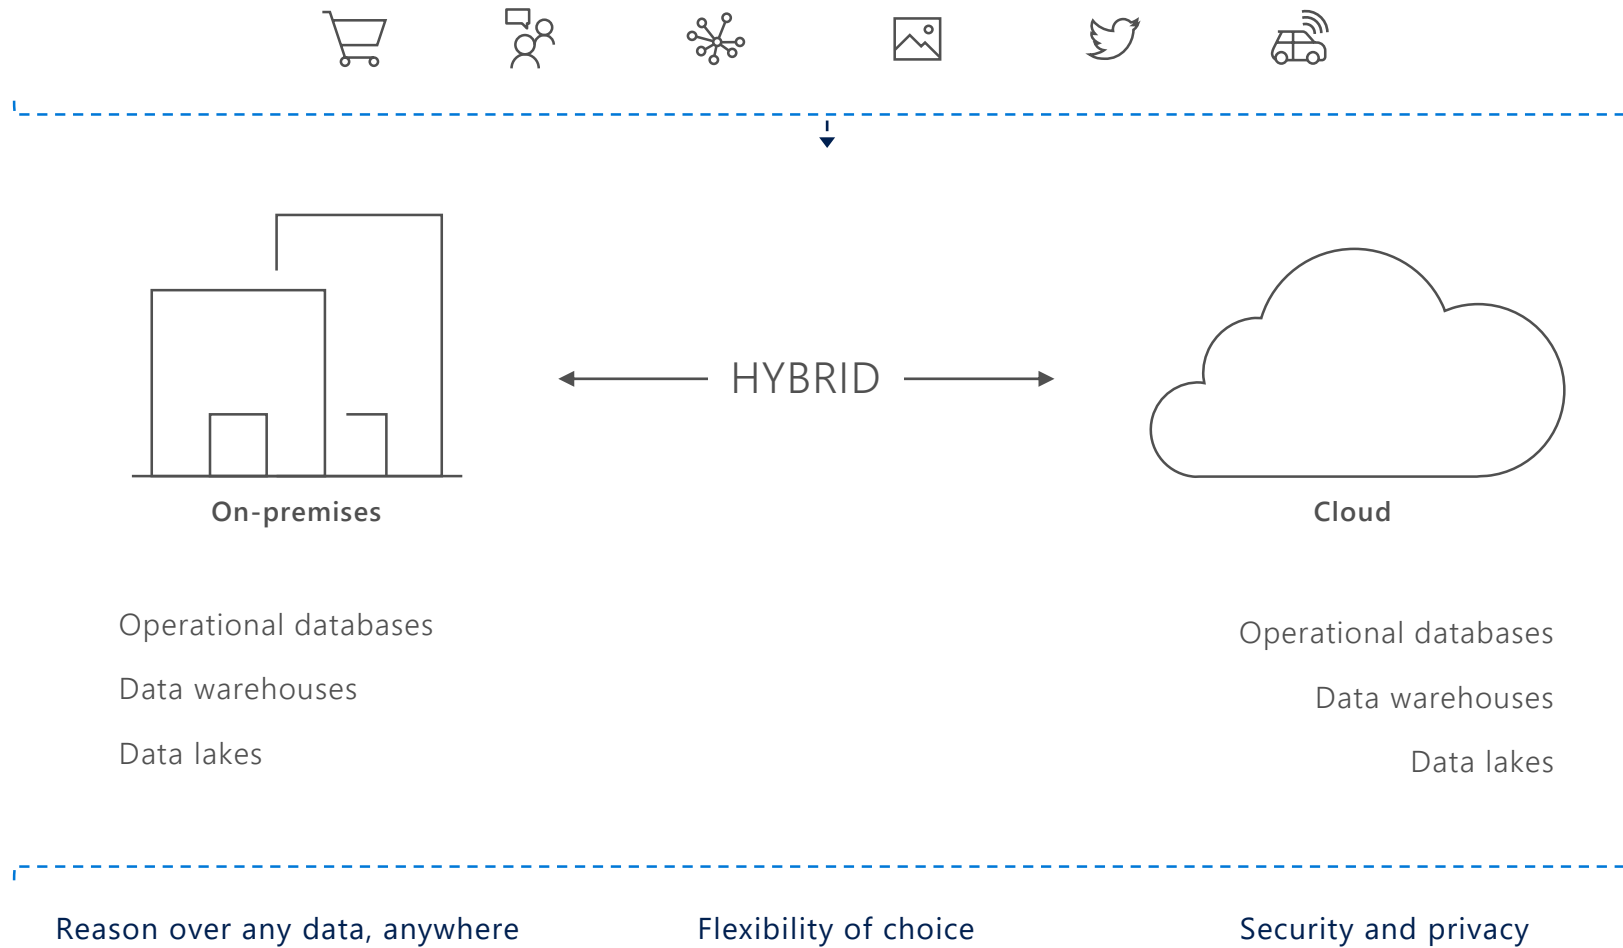 HYBRID
On-premises
Cloud
Operational databases
Data warehouses
Data lakes
Operational databases
Data warehouses
Data lakes
Reason over any data, anywhere
Flexibility of choice
Security and privacy